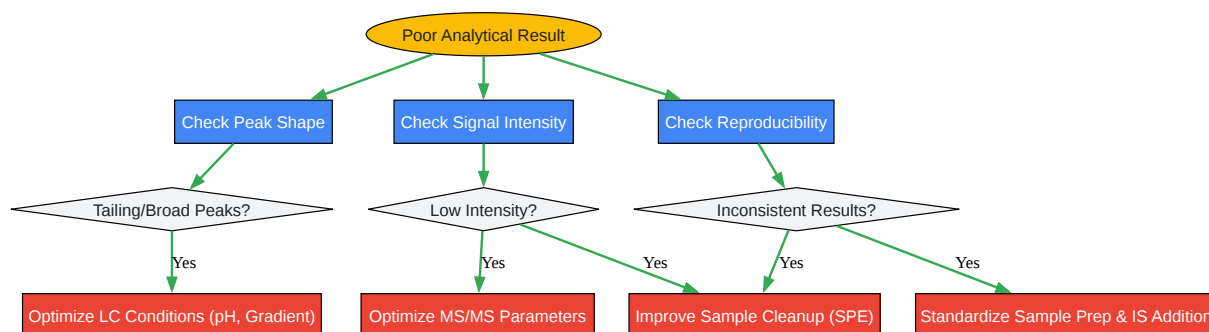 Poor Analytical Result
Check Peak Shape
Check Signal Intensity
Check Reproducibility
Tailing/Broad Peaks?
Low Intensity?
Inconsistent Results?
Yes
Yes
Yes
Yes
Yes
Optimize LC Conditions (pH, Gradient)
Optimize MS/MS Parameters
Improve Sample Cleanup (SPE)
Standardize Sample Prep & IS Addition